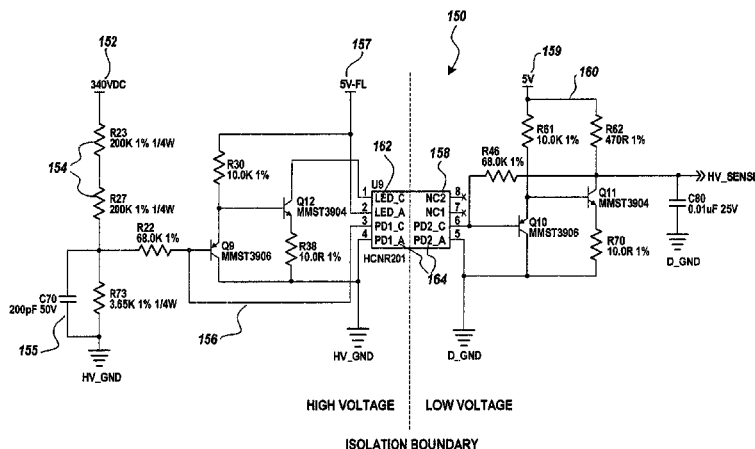 150
152
340VDC
R23
200K 1% 1/4W
154
R27
200K 1% 1/4W
R22
68.0K 1%
C70
200pF 50V
155
R73
3.65K 1% 1/4W
HV_GND
157
5V-FL
R30
10.0K 1%
Q12
MMST3904
Q9
MMST3906
R38
10.0R 1%
156
162
U9
1
2
3
4
LED_C
LED_A
PD1_C
PD1_A
HCNR201
HV_GND
158
NC2
NC1
PD2_C
PD2_A
8
7
6
5
164
D_GND
159
5V
160
R61
10.0K 1%
R62
470R 1%
R46
68.0K 1%
HV_SENSE
Q11
MMST3904
Q10
MMST3906
R70
10.0R 1%
C80
0.01uF 25V
D_GND
HIGH VOLTAGE
LOW VOLTAGE
ISOLATION BOUNDARY